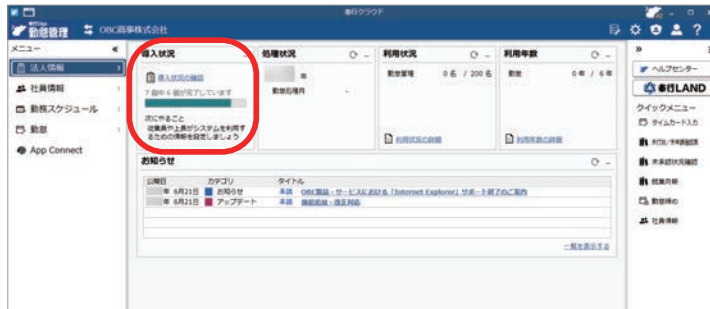 奉行クラウド
奉行Edge
勤怠管理
OBC商事株式会社
メニュー
法人情報
社員情報
勤務スケジュール
勤怠
App Connect
導入状況
導入状況の確認
7 個中 6 個が完了しています
次にやること
従業員や上長がシステムを利用す
るための情報を設定しましょう
処理状況
年
勤怠処理月
-
利用状況
勤怠管理 0 名 / 200 名
利用状況の詳細
利用年数
勤怠 0 年 / 6 年
利用年数の詳細
お知らせ
公開日 カテゴリ タイトル
年 6月21日 お知らせ 未読 OBC製品・サービスにおける「Internet Explorer」サポート終了のご案内
年 6月21日 アップデート 未読 機能追加・改正対応
一覧を表示する
ヘルプセンター
奉行LAND
クイックメニュー
タイムカード入力
未承認状況確認
就業月報
勤怠締め
社員情報